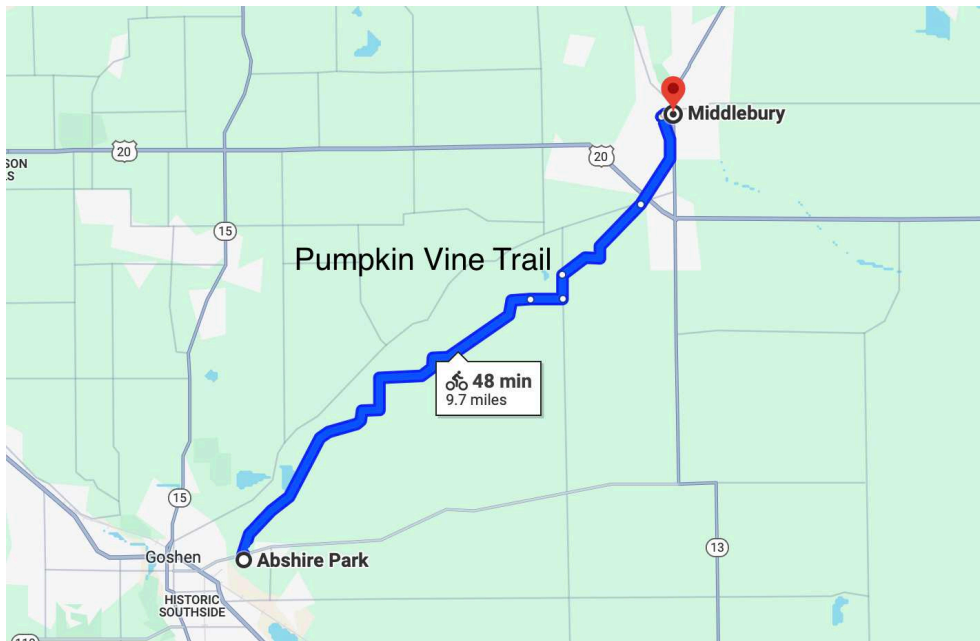 Middlebury
20
20
SON
LS
15
Pumpkin Vine Trail
48 min
9.7 miles
15
Goshen
Abshire Park
13
HISTORIC
SOUTHSIDE